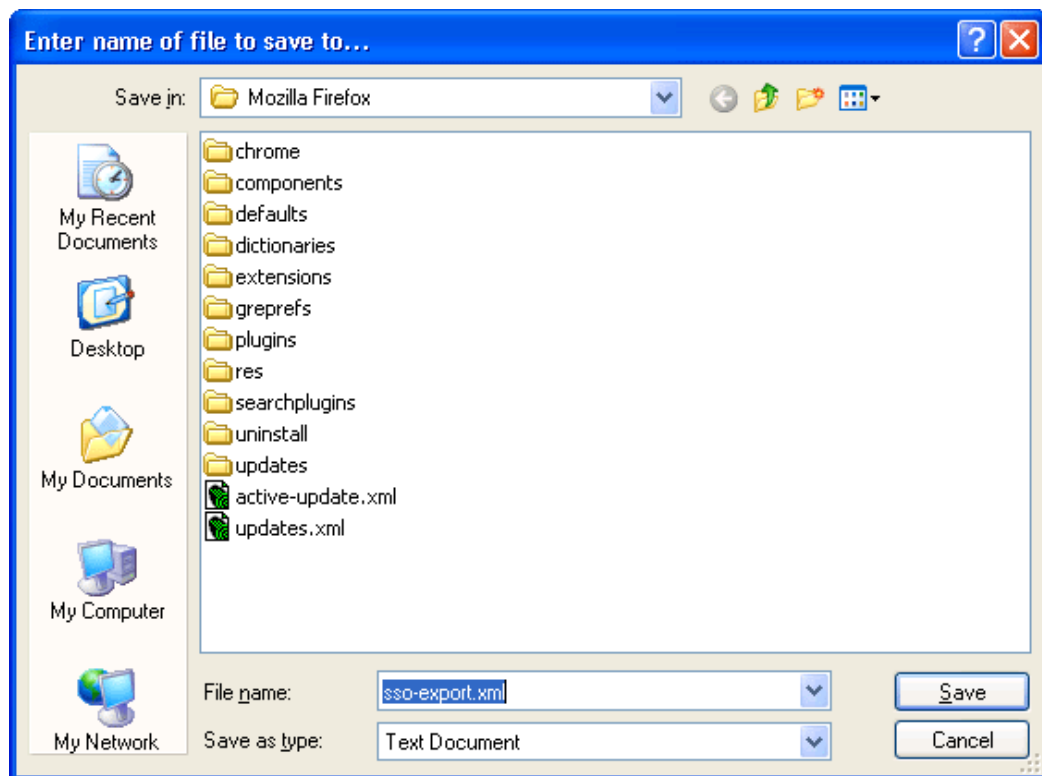 Enter name of file to save to...
Save in: Mozilla Firefox
My Recent
Documents
Desktop
My Documents
My Computer
My Network
chrome
components
defaults
dictionaries
extensions
greprefs
plugins
res
searchplugins
uninstall
updates
active-update.xml
updates.xml
File name: sso-export.xml Save
Save as type: Text Document Cancel